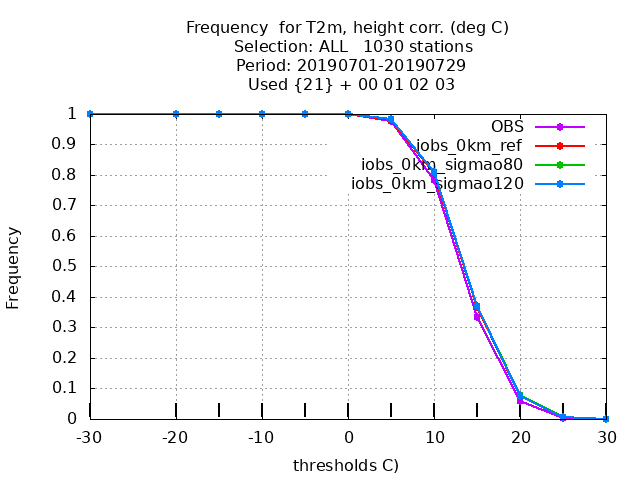 Frequency  for T2m, height corr. (deg C)
Selection: ALL   1030 stations
Period: 20190701-20190729
Used {21} + 00 01 02 03
OBS
iobs_0km_ref
iobs_0km_sigmao80
iobs_0km_sigmao120
1
0.9
0.8
0.7
0.6
0.5
0.4
0.3
0.2
0.1
0
Frequency
-30 -20 -10 0 10 20 30
thresholds C)